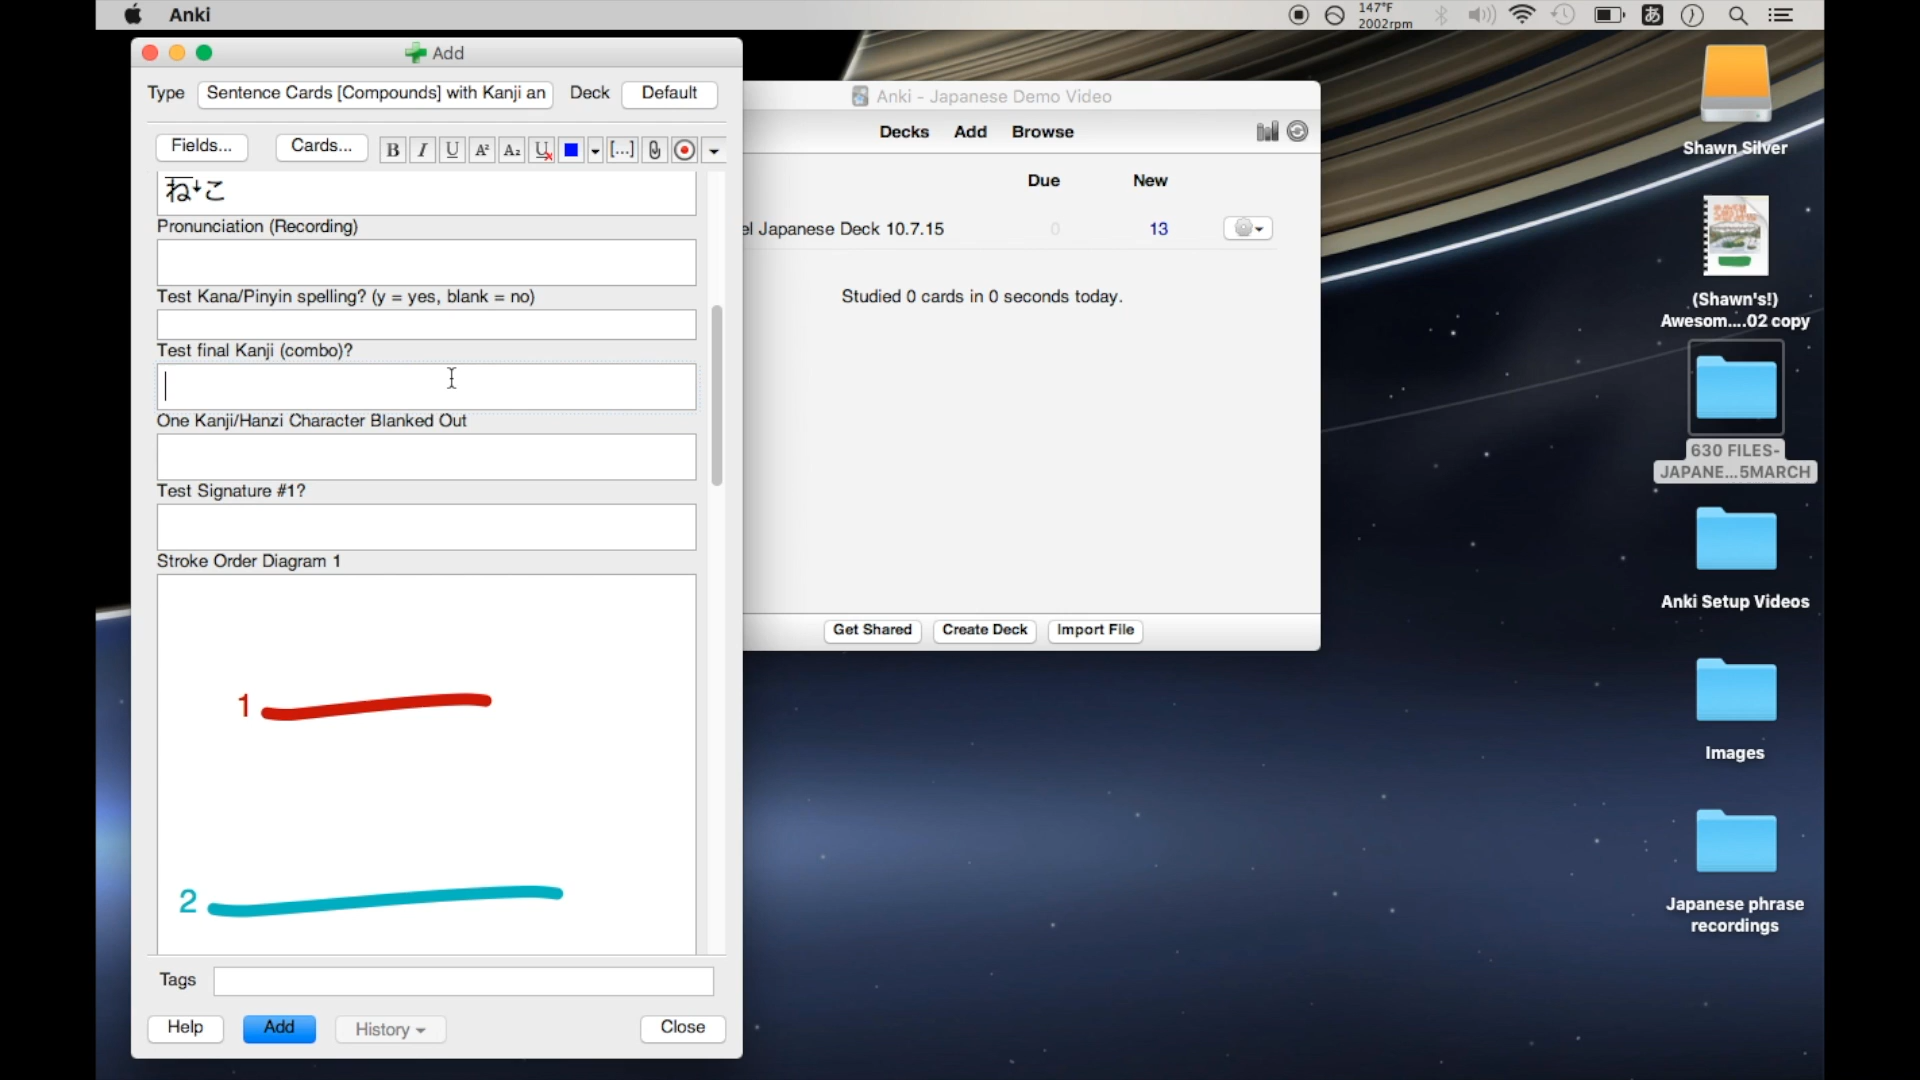 Anki
147°F
2002rpm
あ
Add
Type
Sentence Cards [Compounds] with Kanji an
Deck
Default
Fields...
Cards...
B I U A² A₂ U [...]
ね↓こ
Pronunciation (Recording)
Test Kana/Pinyin spelling? (y = yes, blank = no)
Test final Kanji (combo)?
One Kanji/Hanzi Character Blanked Out
Test Signature #1?
Stroke Order Diagram 1
1
2
Tags
Help
Add
History
Close
Anki - Japanese Demo Video
Decks Add Browse
Due New
el Japanese Deck 10.7.15 0 13
Studied 0 cards in 0 seconds today.
Get Shared
Create Deck
Import File
Shawn Silver
(Shawn's!)
Awesom....02 copy
630 FILES-
JAPANE...5MARCH
Anki Setup Videos
Images
Japanese phrase
recordings